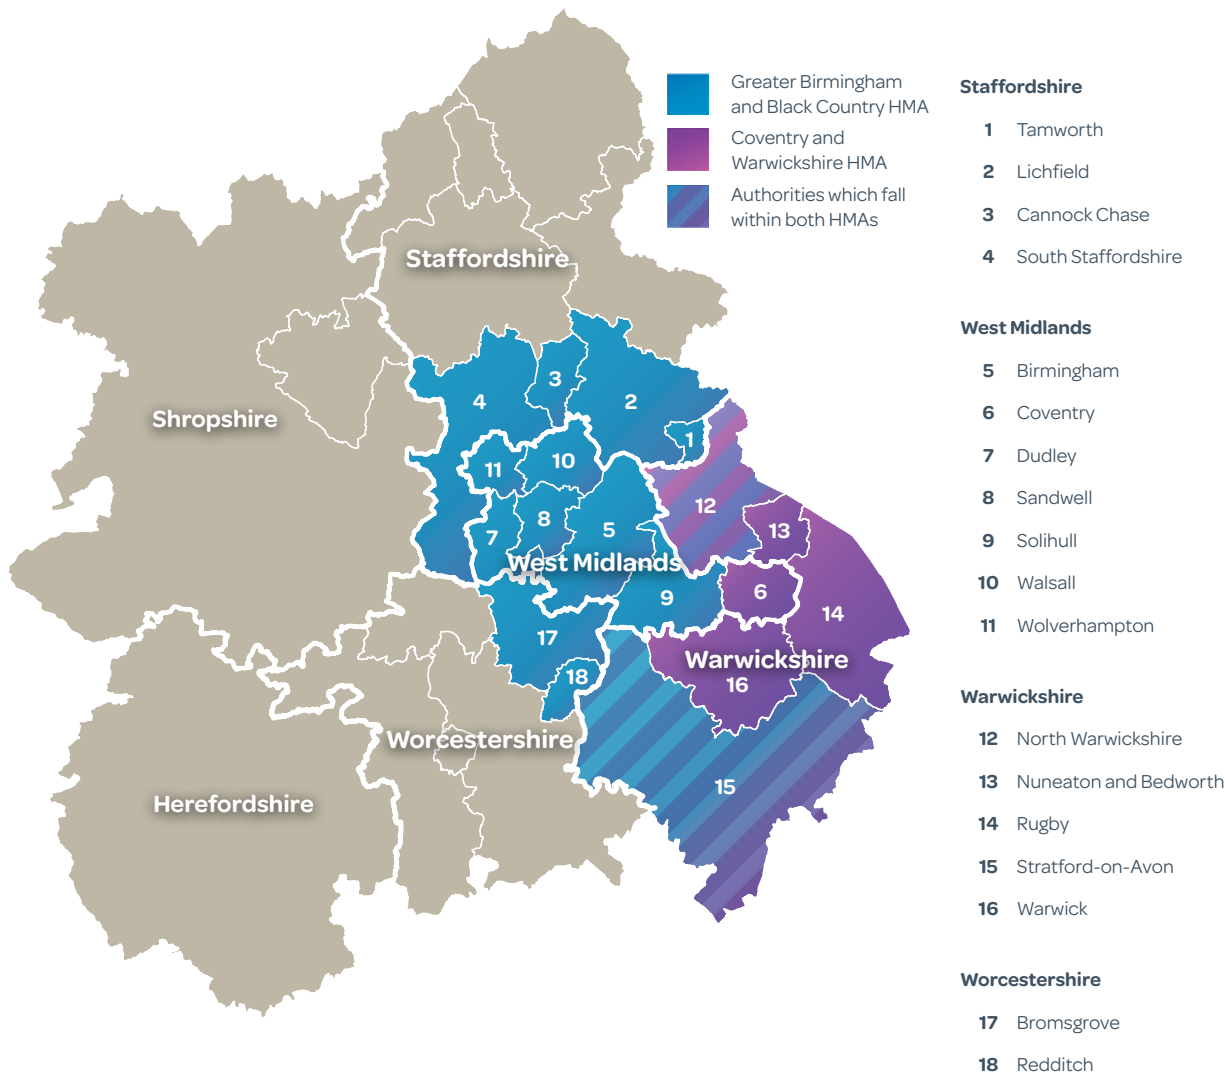 Greater Birmingham
and Black Country HMA
Coventry and
Warwickshire HMA
Authorities which fall
within both HMAs
Staffordshire
1 Tamworth
2 Lichfield
3 Cannock Chase
4 South Staffordshire
West Midlands
5 Birmingham
6 Coventry
7 Dudley
8 Sandwell
9 Solihull
10 Walsall
11 Wolverhampton
Warwickshire
12 North Warwickshire
13 Nuneaton and Bedworth
14 Rugby
15 Stratford-on-Avon
16 Warwick
Worcestershire
17 Bromsgrove
18 Redditch
Staffordshire
3
4
2
Shropshire
1
10
11
12
8
5
13
7
West Midlands
6
9
14
17
Warwickshire
18
16
Worcestershire
15
Herefordshire